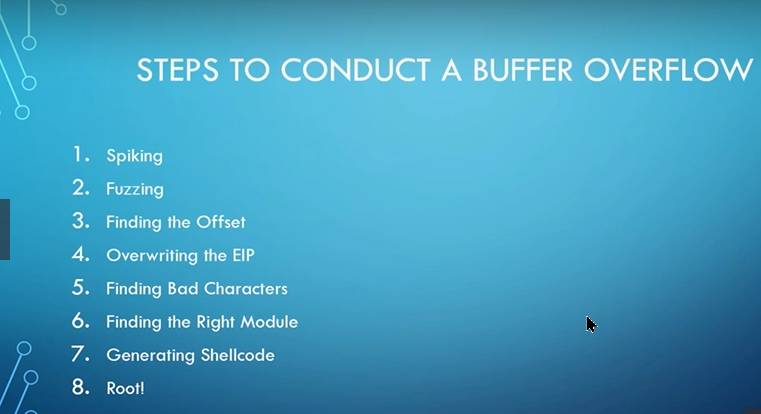 STEPS TO CONDUCT A BUFFER OVERFLOW
1. Spiking
2. Fuzzing
3. Finding the Offset
4. Overwriting the EIP
5. Finding Bad Characters
6. Finding the Right Module
7. Generating Shellcode
8. Root!